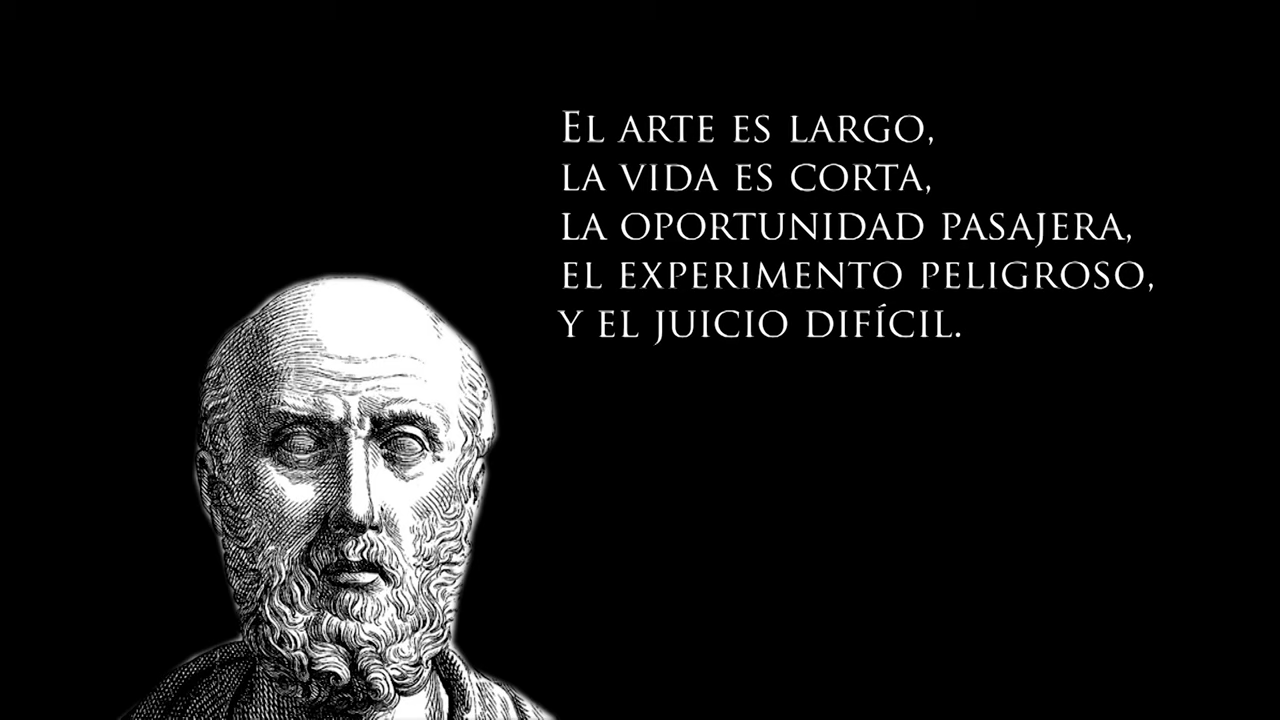 El arte es largo,
la vida es corta,
la oportunidad pasajera,
el experimento peligroso,
y el juicio difícil.